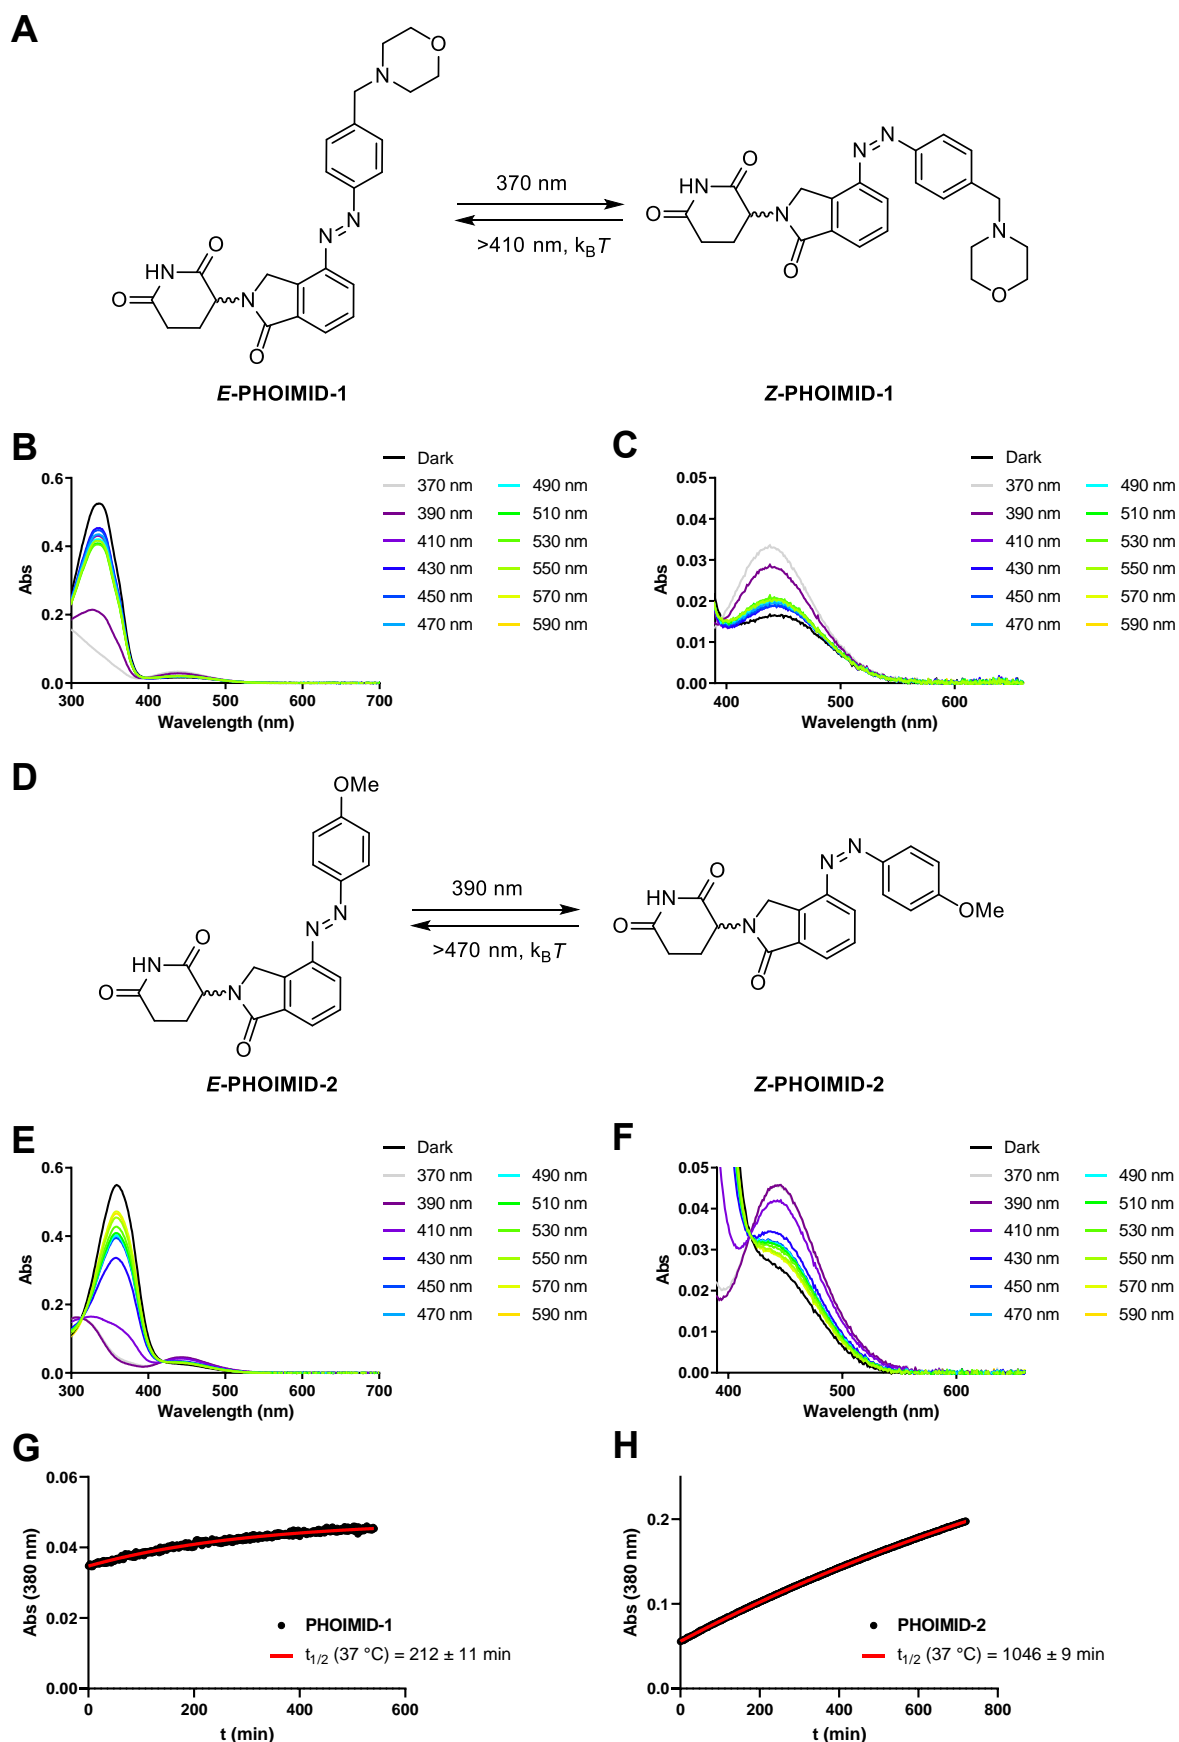 A
O
N
N
N
O
HN
O
N
O
370 nm
>410 nm, kBT
N
N
O
HN
O
N
O
N
O
E-PHOIMID-1
Z-PHOIMID-1
B
Dark
370 nm 490 nm
390 nm 510 nm
410 nm 530 nm
430 nm 550 nm
450 nm 570 nm
470 nm 590 nm
0.6
0.4
0.2
0.0
Abs
300 400 500 600 700
Wavelength (nm)
C
Dark
370 nm 490 nm
390 nm 510 nm
410 nm 530 nm
430 nm 550 nm
450 nm 570 nm
470 nm 590 nm
0.05
0.04
0.03
0.02
0.01
0.00
Abs
400 500 600
Wavelength (nm)
D
OMe
N
N
O
HN
O
N
O
390 nm
>470 nm, kBT
N
N
O
HN
O
N
O
OMe
E-PHOIMID-2
Z-PHOIMID-2
E
Dark
370 nm 490 nm
390 nm 510 nm
410 nm 530 nm
430 nm 550 nm
450 nm 570 nm
470 nm 590 nm
0.6
0.4
0.2
0.0
Abs
300 400 500 600 700
Wavelength (nm)
F
Dark
370 nm 490 nm
390 nm 510 nm
410 nm 530 nm
430 nm 550 nm
450 nm 570 nm
470 nm 590 nm
0.05
0.04
0.03
0.02
0.01
0.00
Abs
400 500 600
Wavelength (nm)
G
0.06
0.04
0.02
0.00
Abs (380 nm)
PHOIMID-1
t1/2 (37 °C) = 212 ± 11 min
0 200 400 600
t (min)
H
0.2
0.1
0.0
Abs (380 nm)
PHOIMID-2
t1/2 (37 °C) = 1046 ± 9 min
0 200 400 600 800
t (min)